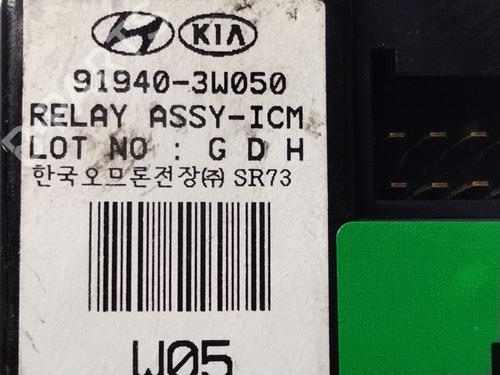 KIA
91940-3W050
RELAY ASSY-ICM
LOT NO : G D H
한국오므론전장㈜ SR73
W05